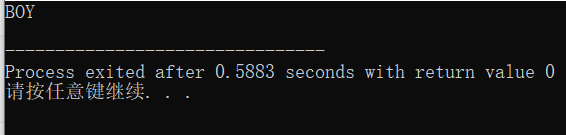 BOY
--------------------------------
Process exited after 0.5883 seconds with return value 0
请按任意键继续. . .